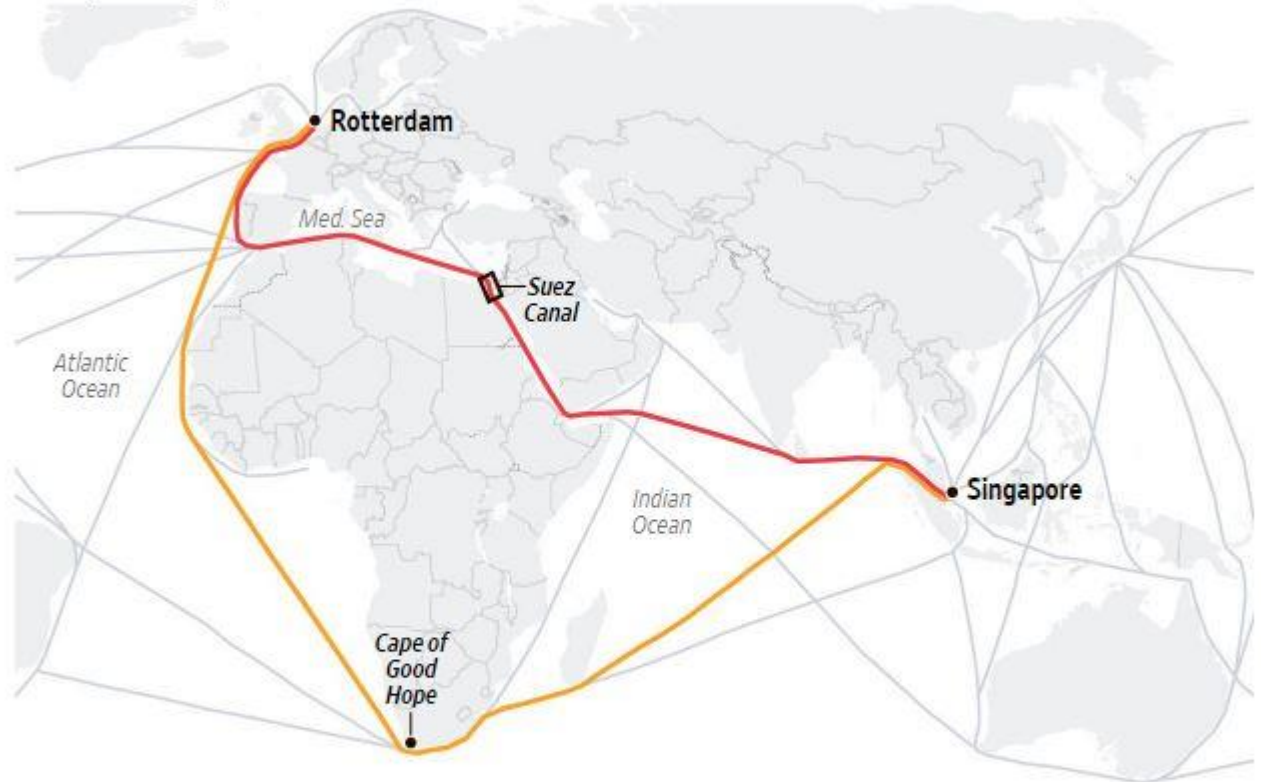 Rotterdam
Med. Sea
Suez
Canal
Atlantic
Ocean
Singapore
Indian
Ocean
Cape of
Good
Hope